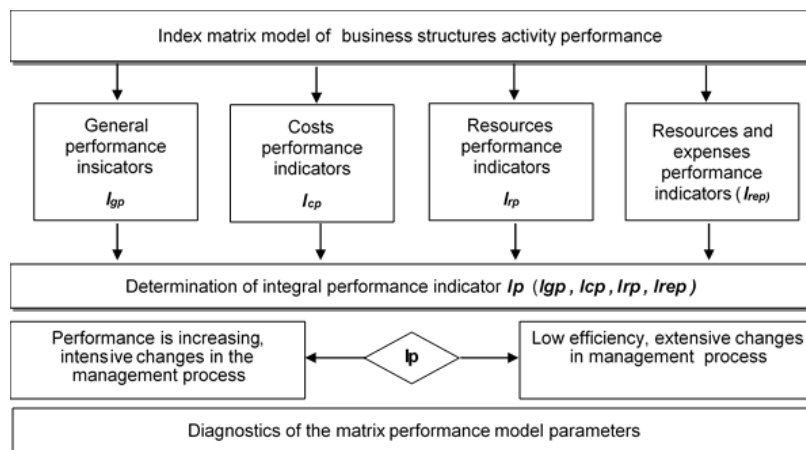 Index matrix model of business structures activity performance
General
performance
insicators
Igp
Costs
performance
indicators
Icp
Resources
performance
indicators
Irp
Resources and
expenses
performance
indicators (Irep)
Determination of integral performance indicator Ip (Igp, Icp, Irp, Irep)
Performance is increasing,
intensive changes in the
management process
Ip
Low efficiency, extensive changes
in management process
Diagnostics of the matrix performance model parameters